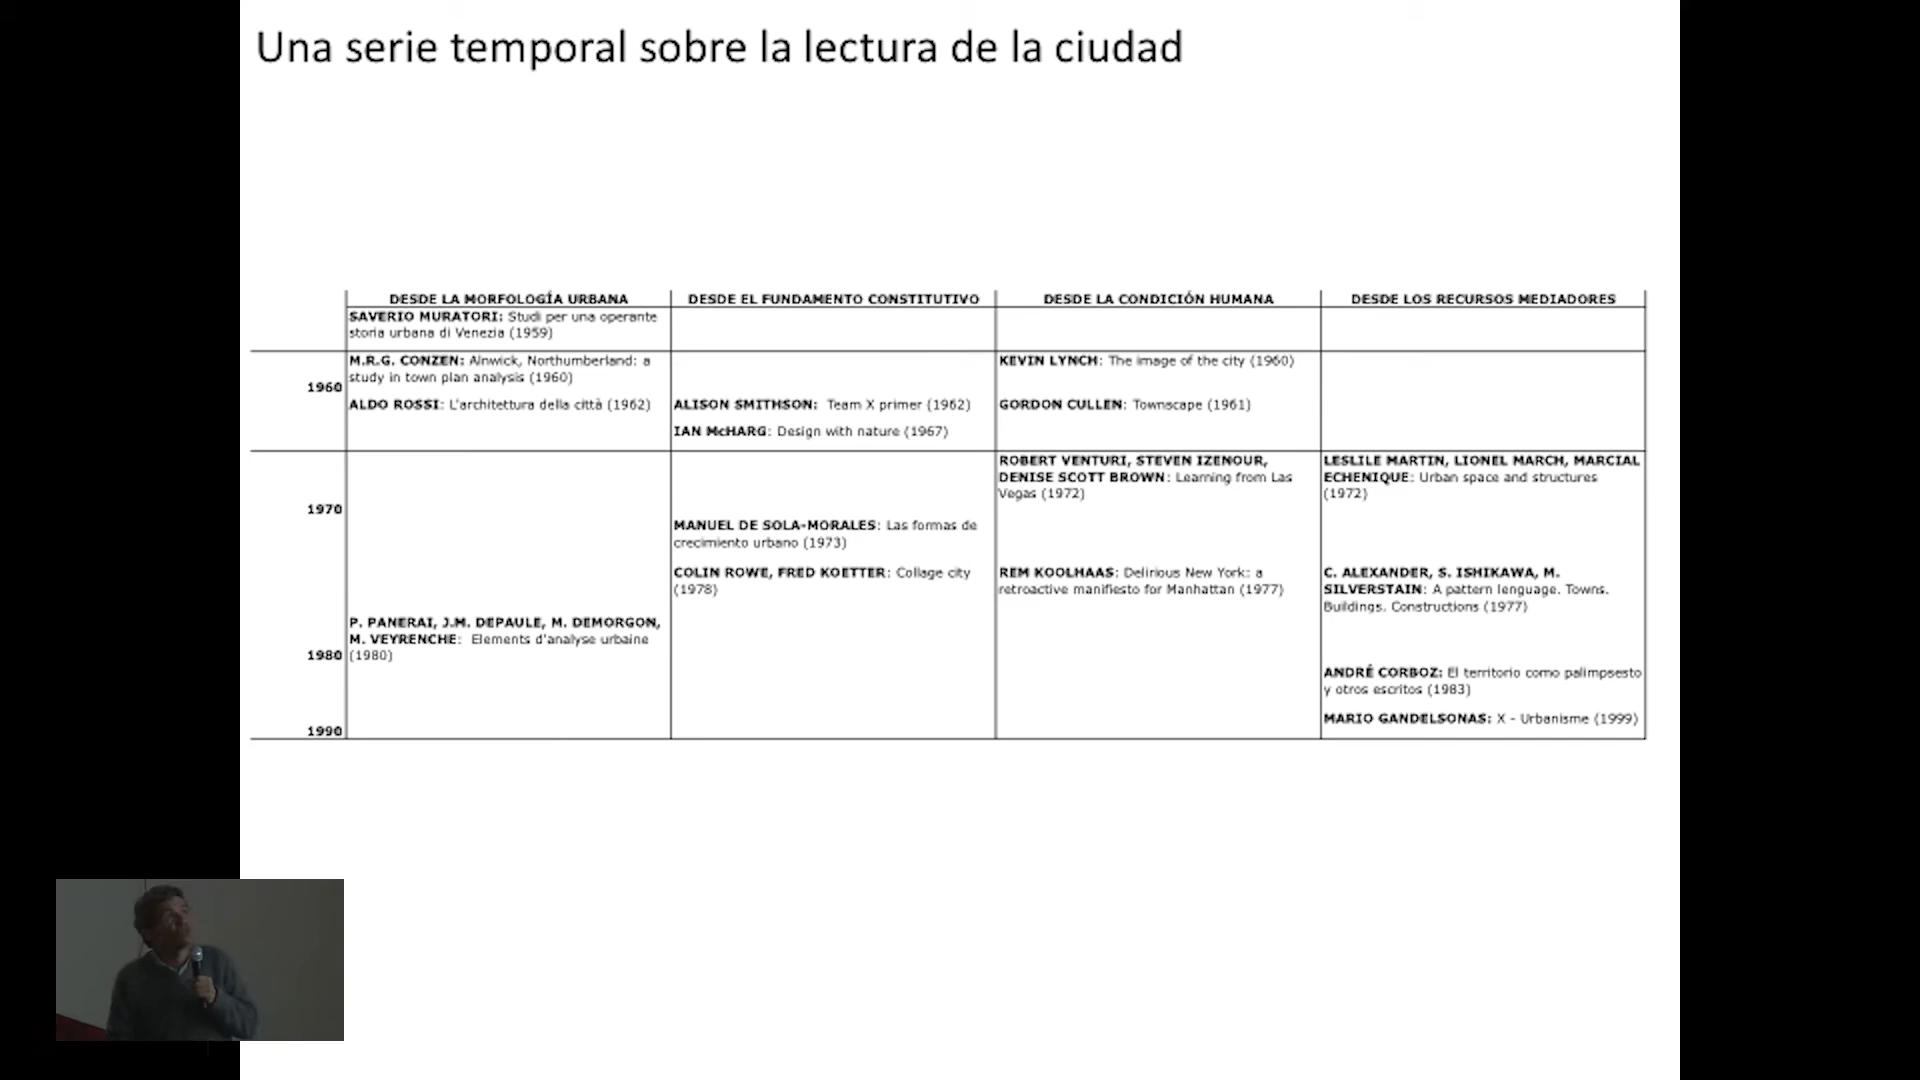 Una serie temporal sobre la lectura de la ciudad
DESDE LA MORFOLOGÍA URBANA
DESDE EL FUNDAMENTO CONSTITUTIVO
DESDE LA CONDICIÓN HUMANA
DESDE LOS RECURSOS MEDIADORES
SAVERIO MURATORI: Studi per una operante
storia urbana di Venezia (1959)
1960
M.R.G. CONZEN: Alnwick, Northumberland: a
study in town plan analysis (1960)
ALDO ROSSI: L'architettura della città (1962)
ALISON SMITHSON: Team X primer (1962)
IAN McHARG: Design with nature (1967)
KEVIN LYNCH: The image of the city (1960)
GORDON CULLEN: Townscape (1961)
1970
MANUEL DE SOLA-MORALES: Las formas de
crecimiento urbano (1973)
COLIN ROWE, FRED KOETTER: Collage city
(1978)
ROBERT VENTURI, STEVEN IZENOUR,
DENISE SCOTT BROWN: Learning from Las
Vegas (1972)
REM KOOLHAAS: Delirious New York: a
retroactive manifiesto for Manhattan (1977)
LESLILE MARTIN, LIONEL MARCH, MARCIAL
ECHENIQUE: Urban space and structures
(1972)
C. ALEXANDER, S. ISHIKAWA, M.
SILVERSTAIN: A pattern lenguage. Towns.
Buildings. Constructions (1977)
1980
P. PANERAI, J.M. DEPAULE, M. DEMORGON,
M. VEYRENCHE: Elements d'analyse urbaine
(1980)
ANDRÉ CORBOZ: El territorio como palimpsesto
y otros escritos (1983)
MARIO GANDELSONAS: X - Urbanisme (1999)
1990